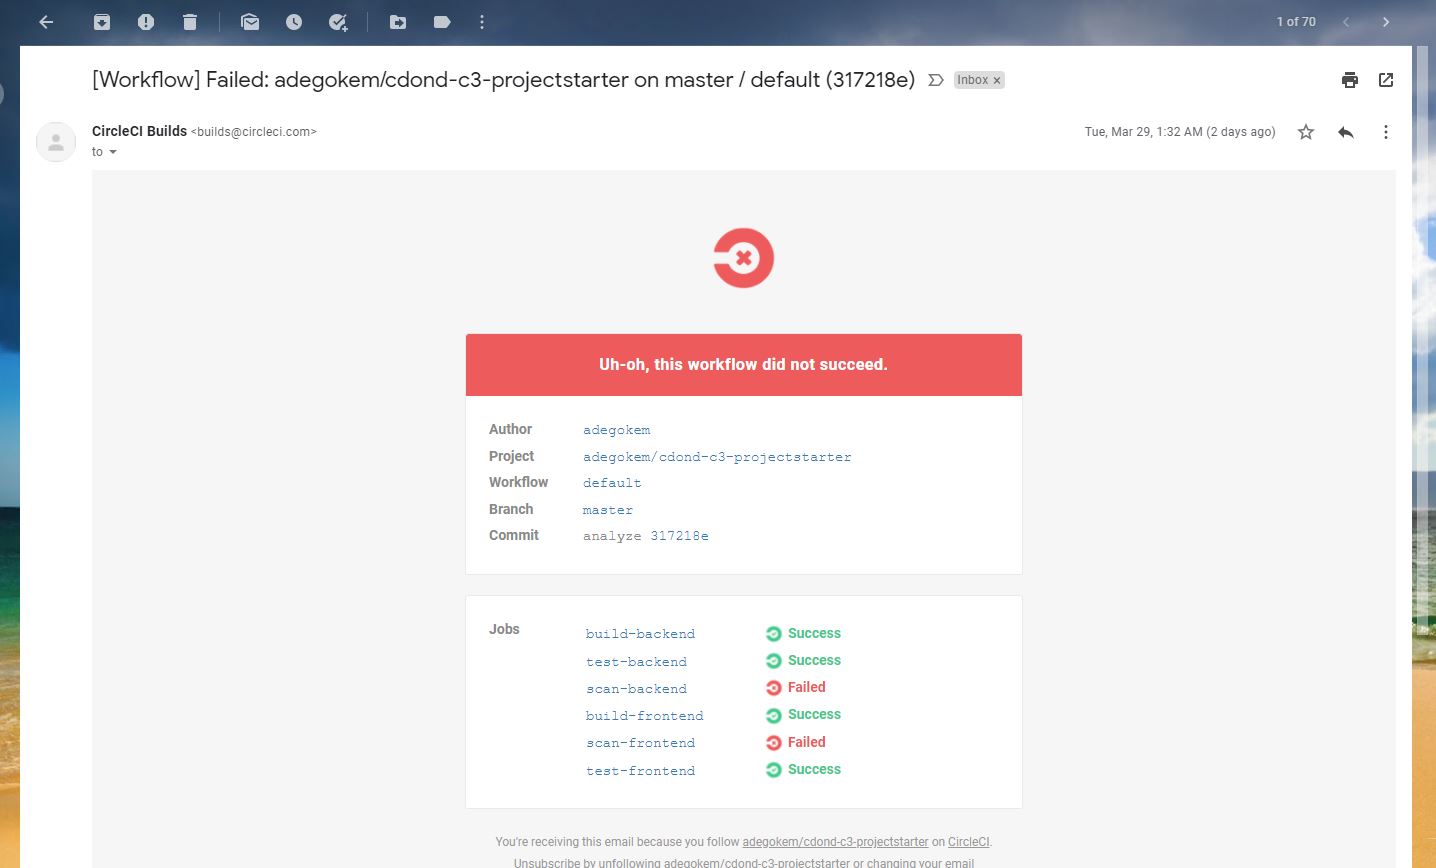 1 of 70
[Workflow] Failed: adegokem/cdond-c3-projectstarter on master / default (317218e) Inbox ×
CircleCI Builds <builds@circleci.com> Tue, Mar 29, 1:32 AM (2 days ago)
to
Uh-oh, this workflow did not succeed.
Author adegokem
Project adegokem/cdond-c3-projectstarter
Workflow default
Branch master
Commit analyze 317218e
Jobs build-backend Success
test-backend Success
scan-backend Failed
build-frontend Success
scan-frontend Failed
test-frontend Success
You're receiving this email because you follow adegokem/cdond-c3-projectstarter on CircleCI.
Unsubscribe by unfollowing adegokem/cdond-c3-projectstarter or changing your email